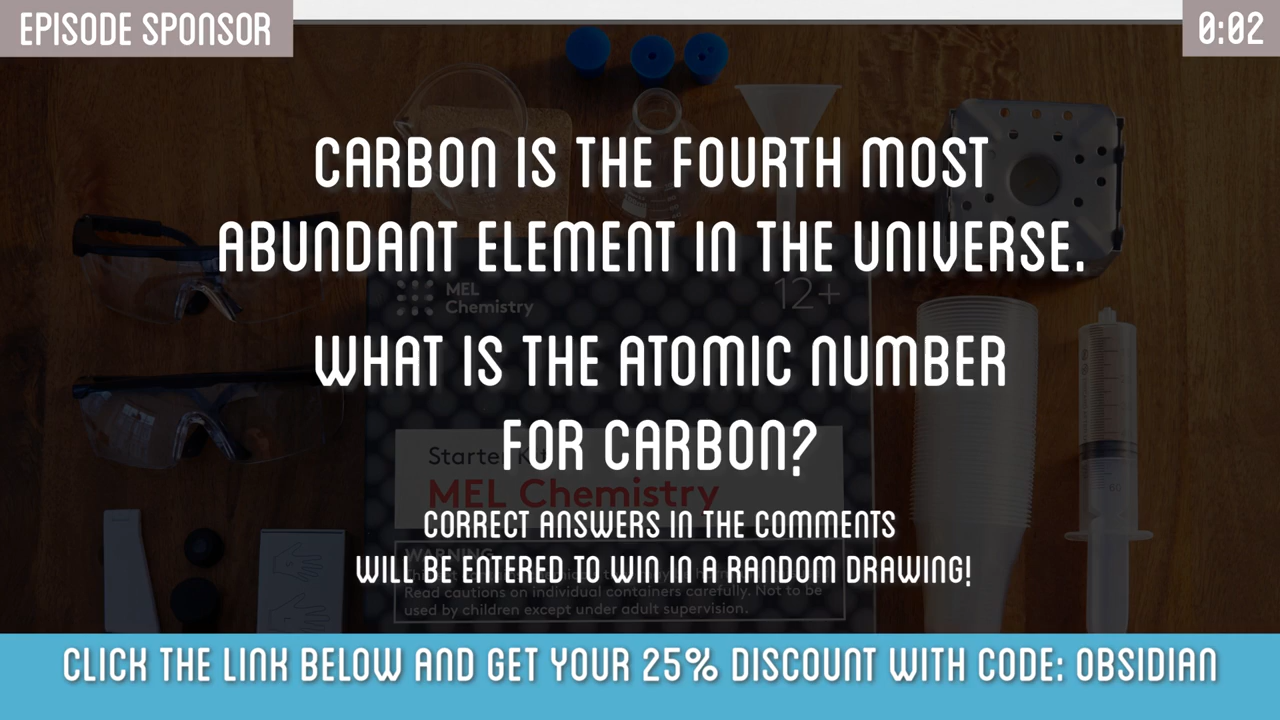 EPISODE SPONSOR
0:02
CARBON IS THE FOURTH MOST
ABUNDANT ELEMENT IN THE UNIVERSE.
MEL
Chemistry
12+
WHAT IS THE ATOMIC NUMBER
FOR CARBON?
Starter
MEL Chemistry
CORRECT ANSWERS IN THE COMMENTS
WILL BE ENTERED TO WIN IN A RANDOM DRAWING!
WARNING
Read cautions on individual containers carefully. Not to be
used by children except under adult supervision.
60
CLICK THE LINK BELOW AND GET YOUR 25% DISCOUNT WITH CODE: OBSIDIAN